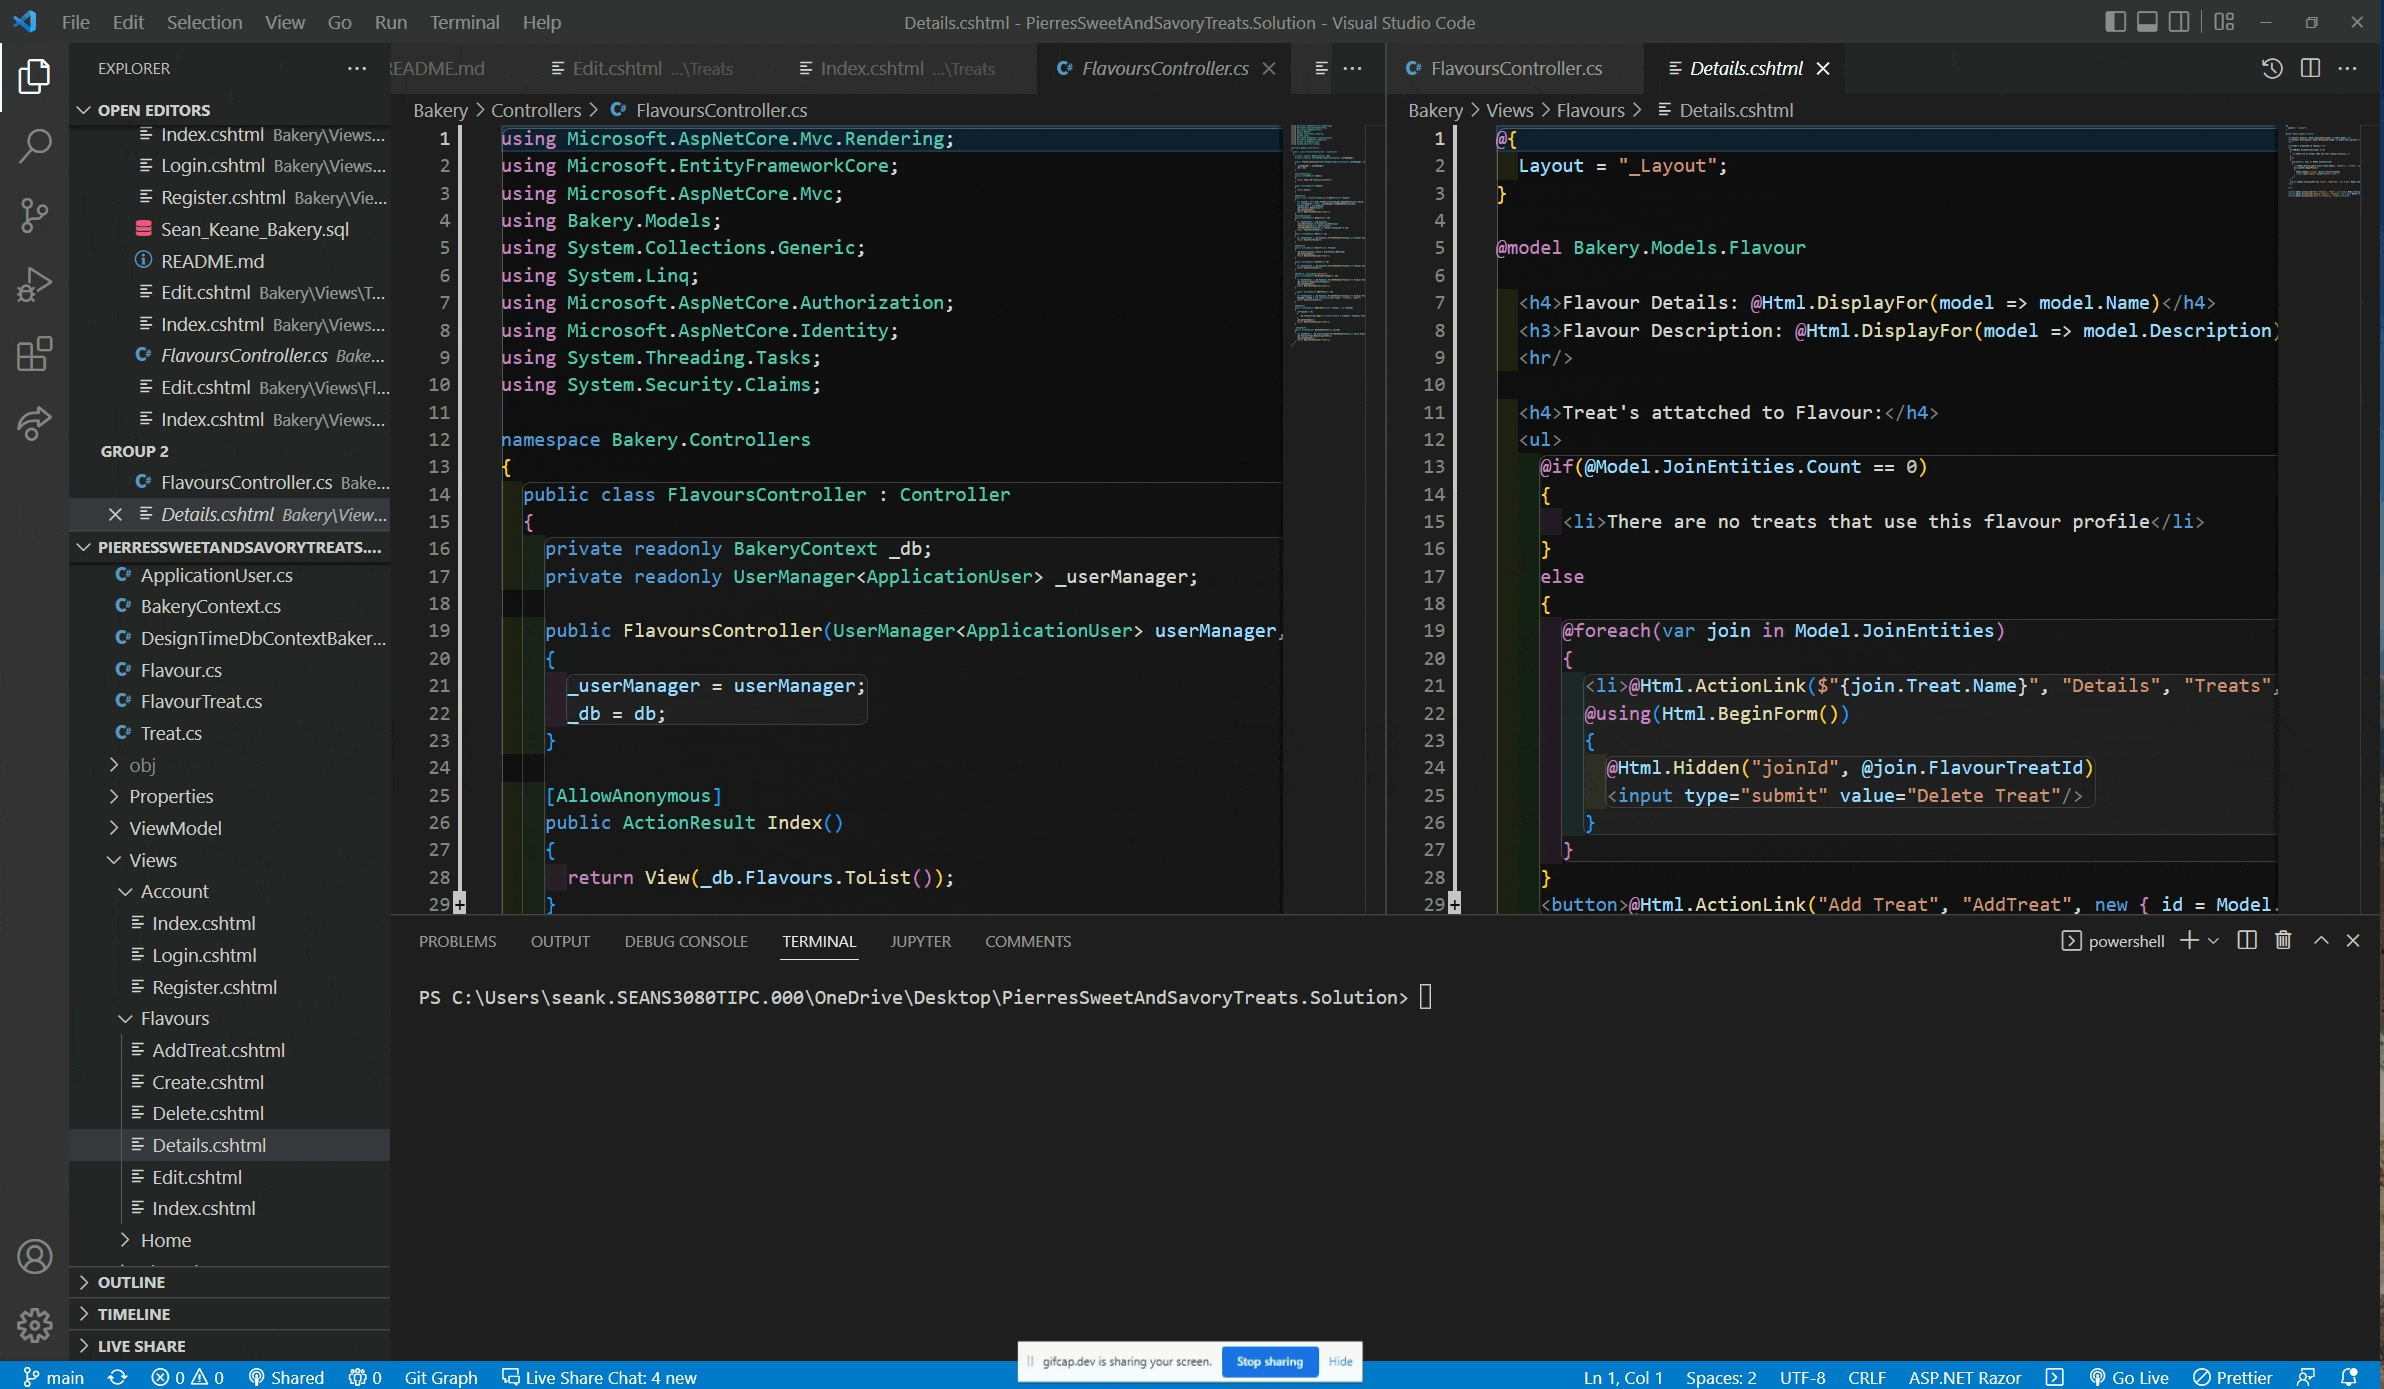 File Edit Selection View Go Run Terminal Help
Details.cshtml - PierresSweetAndSavoryTreats.Solution - Visual Studio Code
EXPLORER
OPEN EDITORS
Index.cshtml Bakery\Views...
Login.cshtml Bakery\Views...
Register.cshtml Bakery\Vie...
Sean_Keane_Bakery.sql
README.md
Edit.cshtml Bakery\Views\T...
Index.cshtml Bakery\Views...
FlavoursController.cs Bake...
Edit.cshtml Bakery\Views\Fl...
Index.cshtml Bakery\Views...
GROUP 2
FlavoursController.cs Bake...
Details.cshtml Bakery\View...
PIERRESSWEETANDSAVORYTREATS....
ApplicationUser.cs
BakeryContext.cs
DesignTimeDbContextBaker...
Flavour.cs
FlavourTreat.cs
Treat.cs
obj
Properties
ViewModel
Views
Account
Index.cshtml
Login.cshtml
Register.cshtml
Flavours
AddTreat.cshtml
Create.cshtml
Delete.cshtml
Details.cshtml
Edit.cshtml
Index.cshtml
Home
OUTLINE
TIMELINE
LIVE SHARE
EADME.md Edit.cshtml ...\Treats Index.cshtml ...\Treats FlavoursController.cs
Bakery > Controllers > FlavoursController.cs
1 using Microsoft.AspNetCore.Mvc.Rendering;
2 using Microsoft.EntityFrameworkCore;
3 using Microsoft.AspNetCore.Mvc;
4 using Bakery.Models;
5 using System.Collections.Generic;
6 using System.Linq;
7 using Microsoft.AspNetCore.Authorization;
8 using Microsoft.AspNetCore.Identity;
9 using System.Threading.Tasks;
10 using System.Security.Claims;
11
12 namespace Bakery.Controllers
13 {
14 public class FlavoursController : Controller
15 {
16 private readonly BakeryContext _db;
17 private readonly UserManager<ApplicationUser> _userManager;
18
19 public FlavoursController(UserManager<ApplicationUser> userManager,
20 {
21 _userManager = userManager;
22 _db = db;
23 }
24
25 [AllowAnonymous]
26 public ActionResult Index()
27 {
28 return View(_db.Flavours.ToList());
29 }
FlavoursController.cs Details.cshtml
Bakery > Views > Flavours > Details.cshtml
1 @{
2 Layout = "_Layout";
3 }
4
5 @model Bakery.Models.Flavour
6
7 <h4>Flavour Details: @Html.DisplayFor(model => model.Name)</h4>
8 <h3>Flavour Description: @Html.DisplayFor(model => model.Description)
9 <hr/>
10
11 <h4>Treat's attatched to Flavour:</h4>
12 <ul>
13 @if(@Model.JoinEntities.Count == 0)
14 {
15 <li>There are no treats that use this flavour profile</li>
16 }
17 else
18 {
19 @foreach(var join in Model.JoinEntities)
20 {
21 <li>@Html.ActionLink($"{join.Treat.Name}", "Details", "Treats",
22 @using(Html.BeginForm())
23 {
24 @Html.Hidden("joinId", @join.FlavourTreatId)
25 <input type="submit" value="Delete Treat"/>
26 }
27 }
28 }
29 <button>@Html.ActionLink("Add Treat", "AddTreat", new { id = Model.
PROBLEMS OUTPUT DEBUG CONSOLE TERMINAL JUPYTER COMMENTS
powershell
PS C:\Users\seank.SEANS3080TIPC.000\OneDrive\Desktop\PierresSweetAndSavoryTreats.Solution>
gifcap.dev is sharing your screen. Stop sharing Hide
main 0 0 Shared 0 Git Graph Live Share Chat: 4 new
Ln 1, Col 1 Spaces: 2 UTF-8 CRLF ASP.NET Razor Go Live Prettier